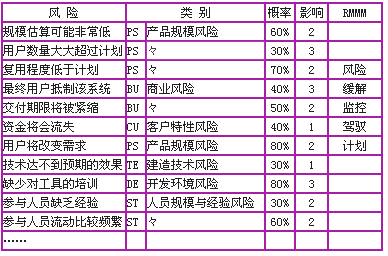 风 险 类 别 概率 影响 RMMM
规模估算可能非常低 PS 产品规模风险 60% 2
用户数量大大超过计划 PS 々 30% 3
复用程度低于计划 PS 々 70% 2 风险
最终用户抵制该系统 BU 商业风险 40% 3 缓解
交付期限将被紧缩 BU 々 50% 2 监控
资金将会流失 CU 客户特性风险 40% 1 驾驭
用户将改变需求 PS 产品规模风险 80% 2 计划
技术达不到预期的效果 TE 建造技术风险 30% 1
缺少对工具的培训 DE 开发环境风险 80% 3
参与人员缺乏经验 ST 人员规模与经验风险 30% 2
参与人员流动比较频繁 ST 々 60% 2
……